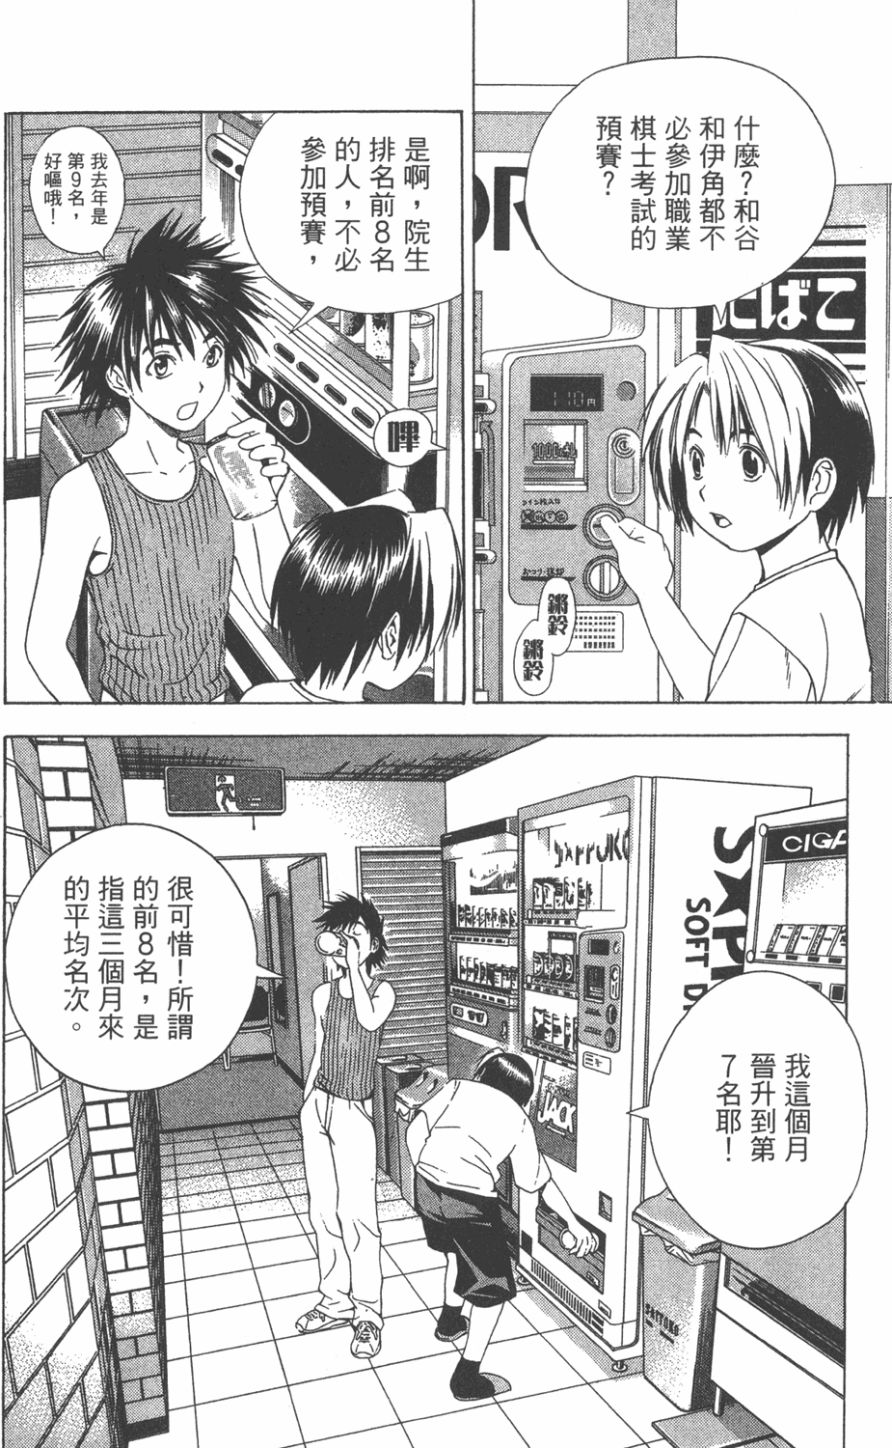 什麼？和谷
和伊角都不
必參加職業
棋士考試的
預賽？
たばこ
110円
鏘鈴
鏘鈴
是啊，院生
排名前8名
的人，不必
參加預賽，
我去年是
第9名，
好嘔哦！
嗶
我這個月
晉升到第
7名耶！
CIGA
SOFT D
JACK
很可惜！所謂
的前8名，是
指這三個月來
的平均名次。